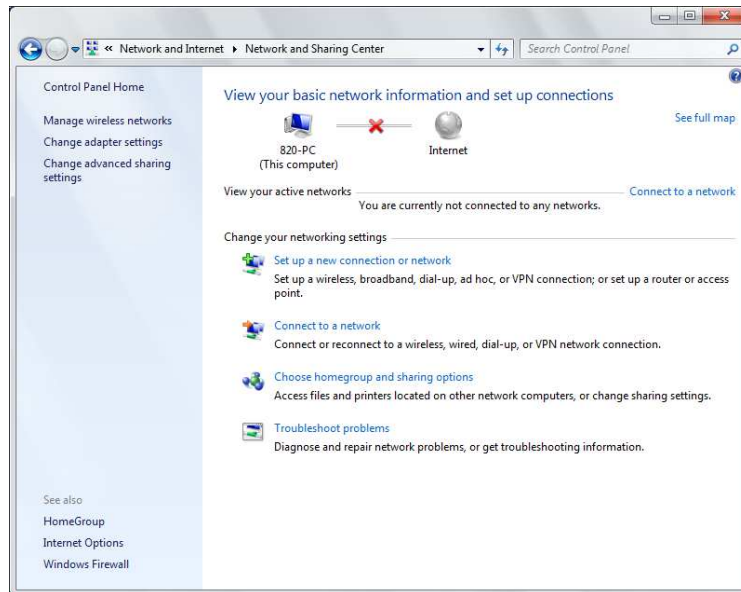 « Network and Internet ▸ Network and Sharing Center
Search Control Panel
Control Panel Home
Manage wireless networks
Change adapter settings
Change advanced sharing
settings
See also
HomeGroup
Internet Options
Windows Firewall
View your basic network information and set up connections
820-PC
(This computer)
Internet
See full map
View your active networks
Connect to a network
You are currently not connected to any networks.
Change your networking settings
Set up a new connection or network
Set up a wireless, broadband, dial-up, ad hoc, or VPN connection; or set up a router or access
point.
Connect to a network
Connect or reconnect to a wireless, wired, dial-up, or VPN network connection.
Choose homegroup and sharing options
Access files and printers located on other network computers, or change sharing settings.
Troubleshoot problems
Diagnose and repair network problems, or get troubleshooting information.